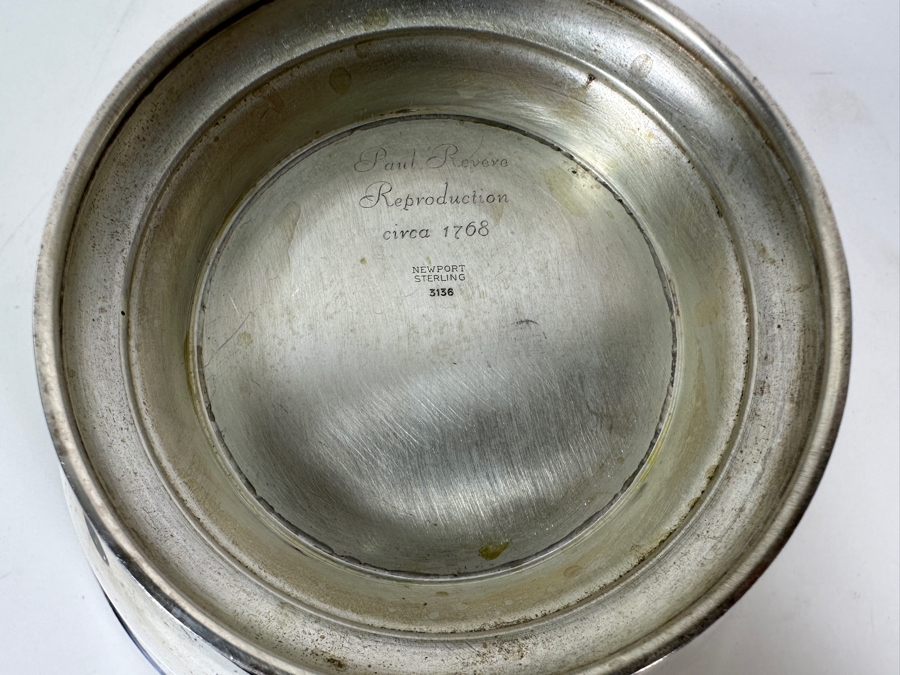 Paul Revere
Reproduction
circa 1768
NEWPORT
STERLING
3136